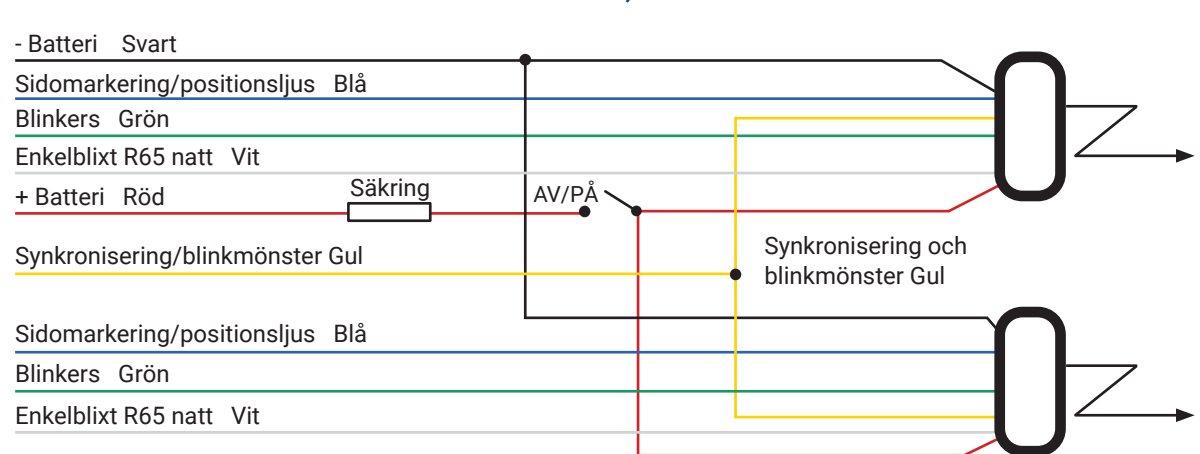 - Batteri Svart
Sidomarkering/positionsljus Blå
Blinkers Grön
Enkelblixt R65 natt Vit
+ Batteri Röd
Säkring
AV/PÅ
Synkronisering/blinkmönster Gul
Synkronisering och
blinkmönster Gul
Sidomarkering/positionsljus Blå
Blinkers Grön
Enkelblixt R65 natt Vit